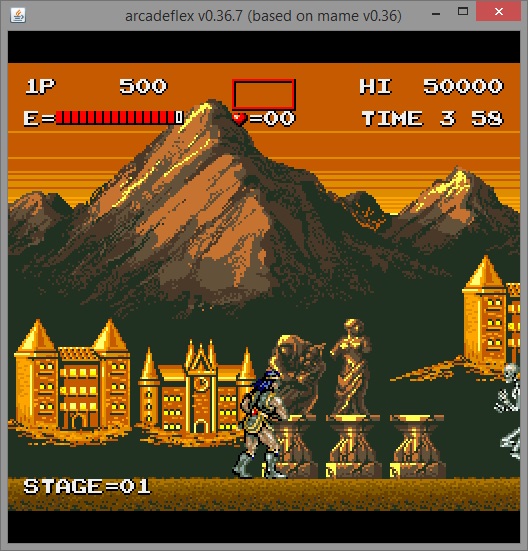 arcadeflex v0.36.7 (based on mame v0.36)
1P 500 HI 50000
E= =00 TIME 3 58
STAGE=01